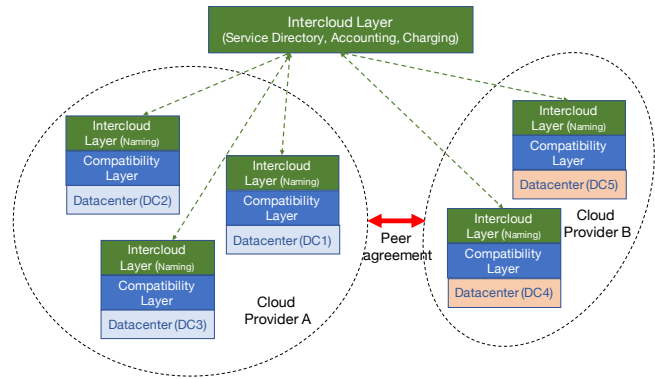 Intercloud Layer
(Service Directory, Accounting, Charging)
Intercloud
Layer (Naming)
Compatibility
Layer
Datacenter (DC2)
Intercloud
Layer (Naming)
Compatibility
Layer
Datacenter (DC1)
Intercloud
Layer (Naming)
Compatibility
Layer
Datacenter (DC3)
Cloud
Provider A
Peer
agreement
Intercloud
Layer (Naming)
Compatibility
Layer
Datacenter (DC5)
Cloud
Provider B
Intercloud
Layer (Naming)
Compatibility
Layer
Datacenter (DC4)